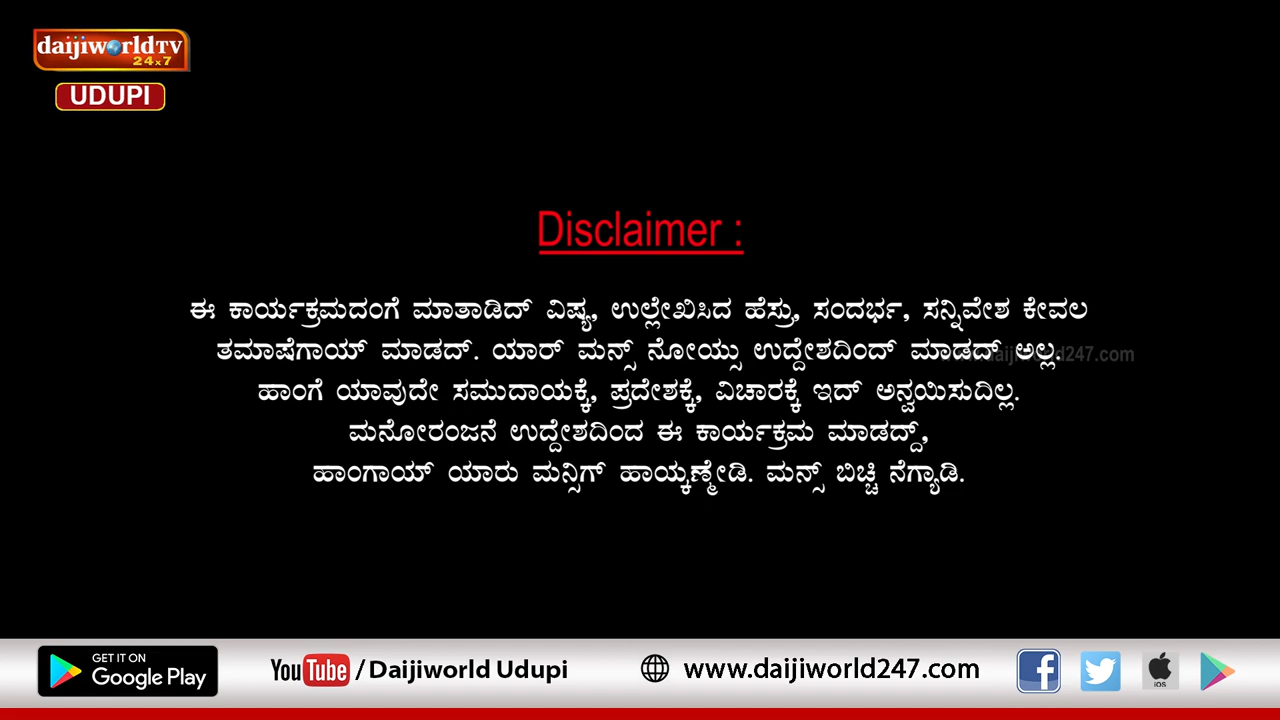 daijiworldTV
24x7
UDUPI
Disclaimer :
ಈ ಕಾರ್ಯಕ್ರಮದಂಗೆ ಮಾತಾಡಿದ್ ವಿಷ್ಯ, ಉಲ್ಲೇಖಿಸಿದ ಹೆಸ್ರು, ಸಂದರ್ಭ, ಸನ್ನಿವೇಶ ಕೇವಲ
ತಮಾಷೆಗಾಯ್ ಮಾಡದ್. ಯಾರ್ ಮನ್ಸ್ ನೋಯ್ಸು ಉದ್ದೇಶದಿಂದ್ ಮಾಡದ್ ಅಲ್ಲ.
ಹಾಂಗೆ ಯಾವುದೇ ಸಮುದಾಯಕ್ಕೆ, ಪ್ರದೇಶಕ್ಕೆ, ವಿಚಾರಕ್ಕೆ ಇದ್ ಅನ್ವಯಿಸುದಿಲ್ಲ.
ಮನೋರಂಜನೆ ಉದ್ದೇಶದಿಂದ ಈ ಕಾರ್ಯಕ್ರಮ ಮಾಡದ್ದ್,
ಹಾಂಗಾಯ್ ಯಾರು ಮನ್ಸಿಗ್ ಹಾಯ್ಕಣ್ಮೇಡಿ. ಮನ್ಸ್ ಬಿಚ್ಚಿ ನೆಗ್ಯಾಡಿ.
GET IT ON
Google Play
YouTube /Daijiworld Udupi
www.daijiworld247.com
iOS